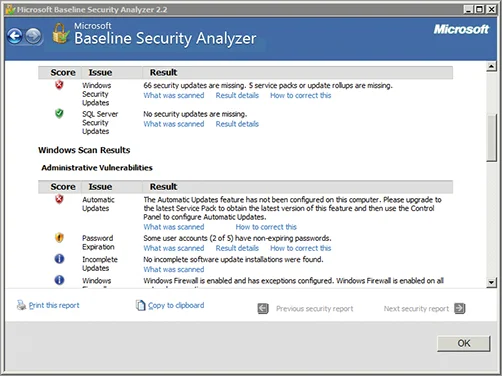 Microsoft Baseline Security Analyzer 2.2
Microsoft
Baseline Security Analyzer
Microsoft
Score Issue Result
Windows Security Updates
66 security updates are missing. 5 service packs or update rollups are missing.
What was scanned Result details How to correct this
SQL Server Security Updates
No security updates are missing.
What was scanned Result details
Windows Scan Results
Administrative Vulnerabilities
Score Issue Result
Automatic Updates
The Automatic Updates feature has not been configured on this computer. Please upgrade to
the latest Service Pack to obtain the latest version of this feature and then use the Control
Panel to configure Automatic Updates.
What was scanned How to correct this
Password Expiration
Some user accounts (2 of 5) have non-expiring passwords.
What was scanned Result details How to correct this
Incomplete Updates
No incomplete software update installations were found.
What was scanned
Windows
Windows Firewall is enabled and has exceptions configured. Windows Firewall is enabled on all
Print this report
Copy to clipboard
Previous security report
Next security report
OK